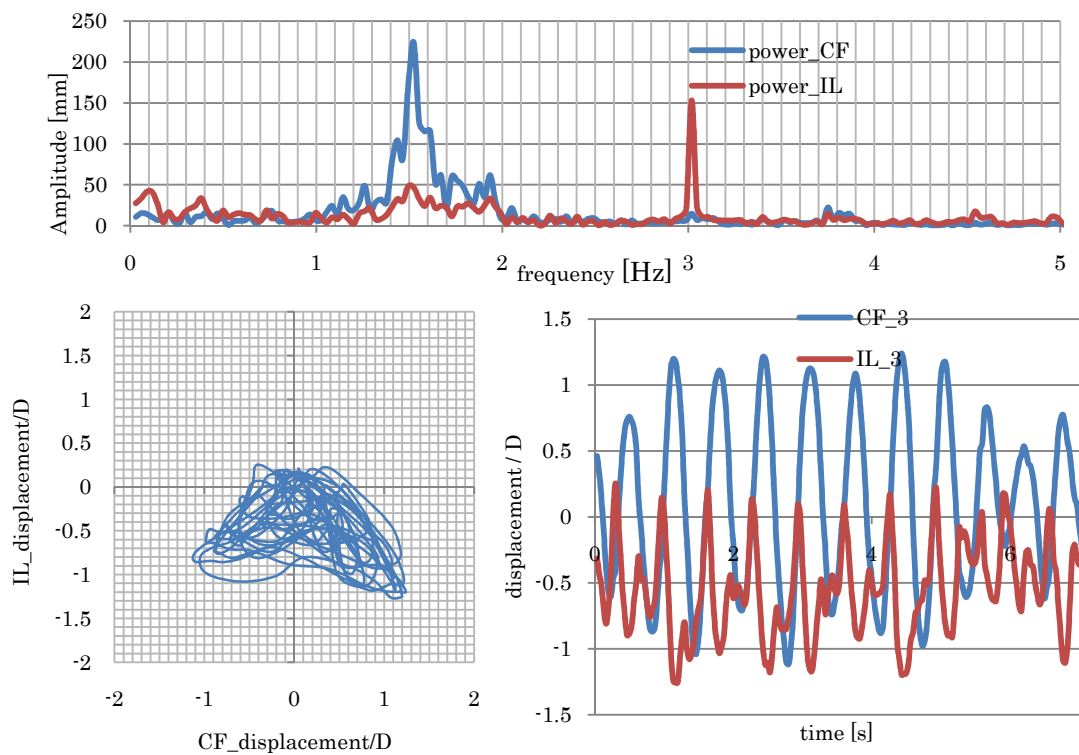 250
200
150
100
50
0
Amplitude [mm]
power_CF
power_IL
0 1 2 3 4 5
frequency [Hz]
2
1.5
1
0.5
0
-0.5
-1
-1.5
-2
IL_displacement/D
-2 -1 0 1 2
CF_displacement/D
1.5
1
0.5
0
-0.5
-1
-1.5
displacement / D
CF_3
IL_3
0 2 4 6
time [s]